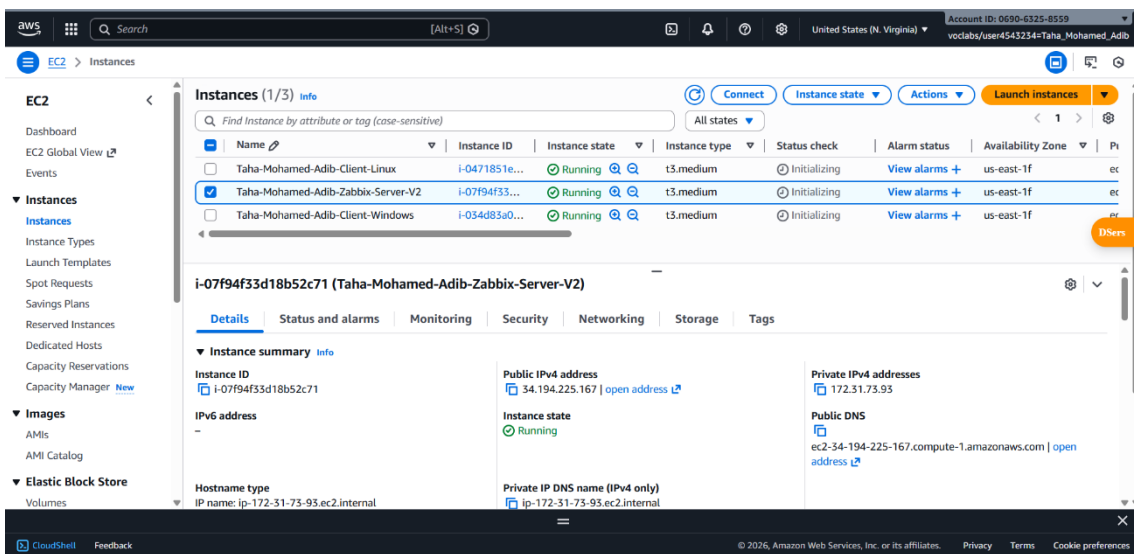 aws
Search
[Alt+S]
United States (N. Virginia)
Account ID: 0690-6325-8559
voclabs/user4543234=Taha_Mohamed_Adib
EC2 > Instances
EC2
Dashboard
EC2 Global View
Events
Instances
Instances
Instance Types
Launch Templates
Spot Requests
Savings Plans
Reserved Instances
Dedicated Hosts
Capacity Reservations
Capacity Manager New
Images
AMIs
AMI Catalog
Elastic Block Store
Volumes
Instances (1/3) Info
Connect
Instance state
Actions
Launch instances
Find Instance by attribute or tag (case-sensitive)
All states
1
Name Instance ID Instance state Instance type Status check Alarm status Availability Zone
Taha-Mohamed-Adib-Client-Linux i-0471851e... Running t3.medium Initializing View alarms + us-east-1f ec
Taha-Mohamed-Adib-Zabbix-Server-V2 i-07f94f33... Running t3.medium Initializing View alarms + us-east-1f ec
Taha-Mohamed-Adib-Client-Windows i-034d83a0... Running t3.medium Initializing View alarms + us-east-1f
DSers
i-07f94f33d18b52c71 (Taha-Mohamed-Adib-Zabbix-Server-V2)
Details Status and alarms Monitoring Security Networking Storage Tags
Instance summary Info
Instance ID
i-07f94f33d18b52c71
Public IPv4 address
34.194.225.167 | open address
Private IPv4 addresses
172.31.73.93
IPv6 address
–
Instance state
Running
Public DNS
ec2-34-194-225-167.compute-1.amazonaws.com | open
address
Hostname type
IP name: ip-172-31-73-93.ec2.internal
Private IP DNS name (IPv4 only)
ip-172-31-73-93.ec2.internal
CloudShell Feedback
© 2026, Amazon Web Services, Inc. or its affiliates. Privacy Terms Cookie preferences